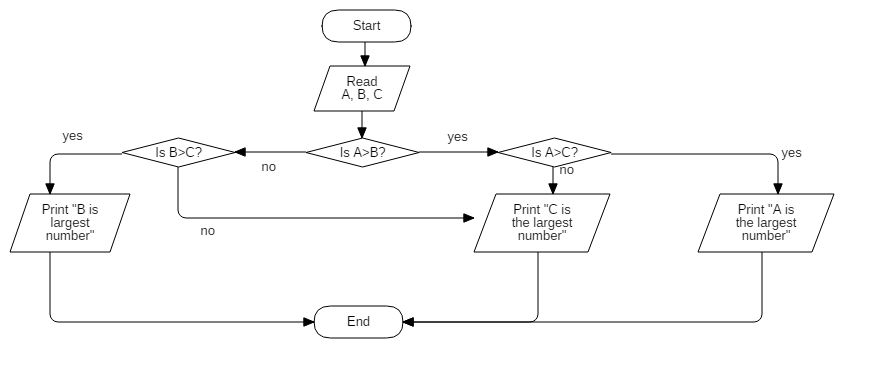 Start
Read
A, B, C
yes
Is B>C?
no
Is A>B?
yes
Is A>C?
no
yes
Print "B is
largest
number"
no
Print "C is
the largest
number"
Print "A is
the largest
number"
End